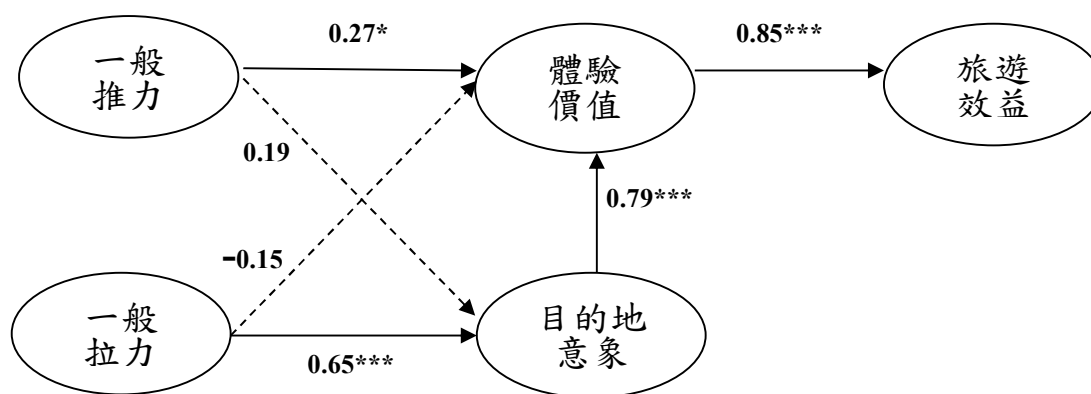 一般
推力
0.27*
體驗
價值
0.85***
旅遊
效益
0.19
0.79***
-0.15
一般
拉力
0.65***
目的地
意象